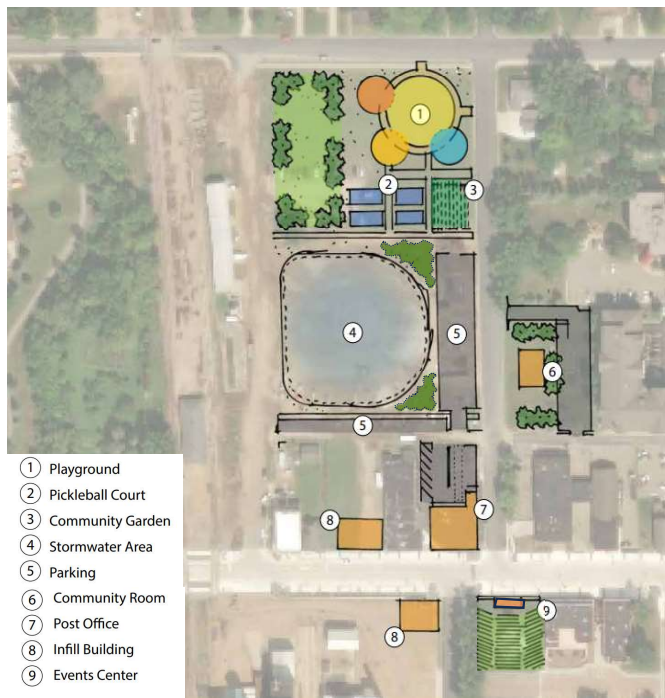 1
2
3
4
5
6
5
7
8
8
9
1 Playground
2 Pickleball Court
3 Community Garden
4 Stormwater Area
5 Parking
6 Community Room
7 Post Office
8 Infill Building
9 Events Center